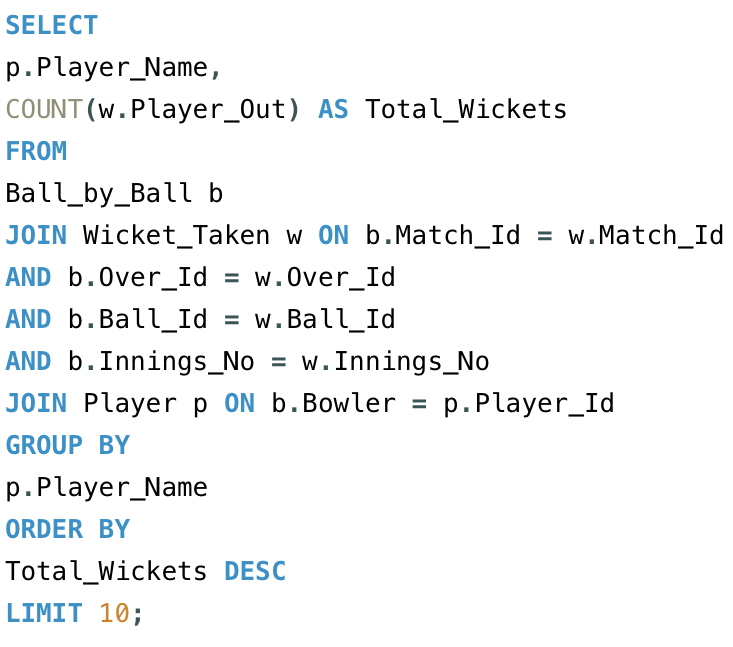 SELECT
p.Player_Name,
COUNT(w.Player_Out) AS Total_Wickets
FROM
Ball_by_Ball b
JOIN Wicket_Taken w ON b.Match_Id = w.Match_Id
AND b.Over_Id = w.Over_Id
AND b.Ball_Id = w.Ball_Id
AND b.Innings_No = w.Innings_No
JOIN Player p ON b.Bowler = p.Player_Id
GROUP BY
p.Player_Name
ORDER BY
Total_Wickets DESC
LIMIT 10;